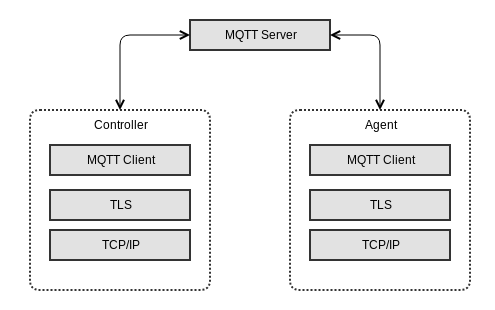 MQTT Server
Controller
MQTT Client
TLS
TCP/IP
Agent
MQTT Client
TLS
TCP/IP